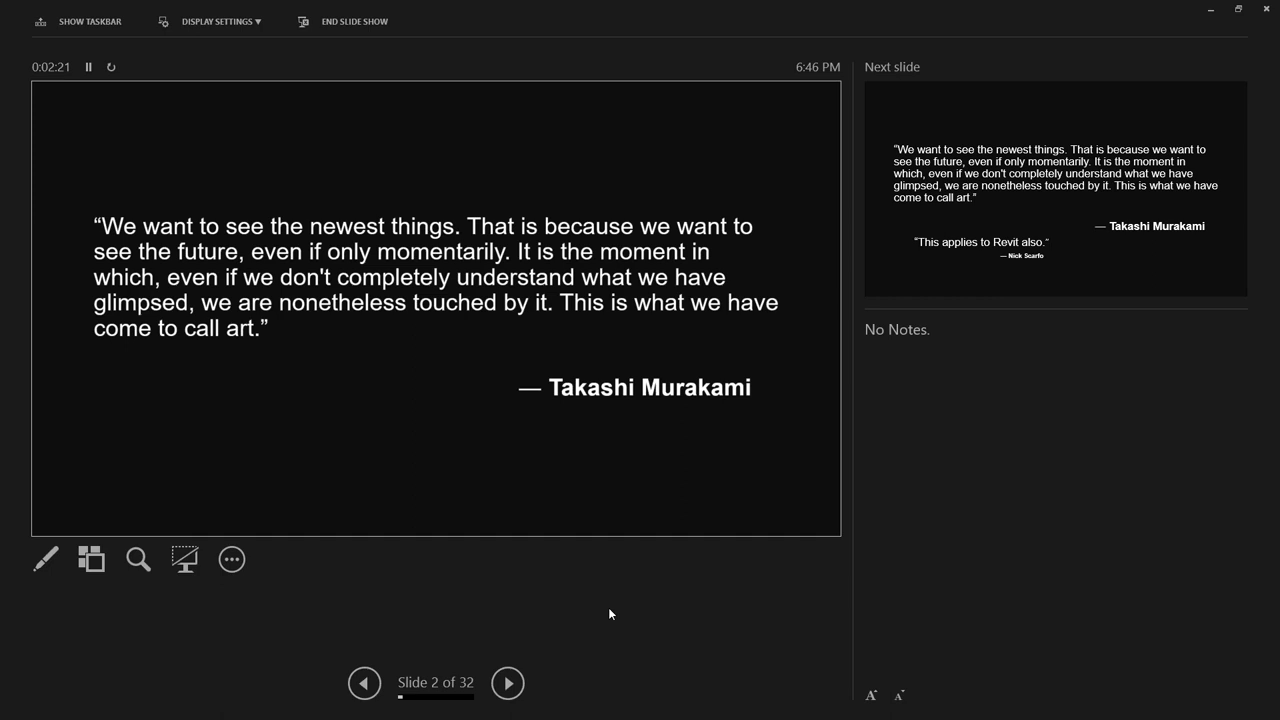 SHOW TASKBAR
DISPLAY SETTINGS ▼
END SLIDE SHOW
0:02:21
6:46 PM
“We want to see the newest things. That is because we want to
see the future, even if only momentarily. It is the moment in
which, even if we don't completely understand what we have
glimpsed, we are nonetheless touched by it. This is what we have
come to call art.”
— Takashi Murakami
Slide 2 of 32
Next slide
“We want to see the newest things. That is because we want to
see the future, even if only momentarily. It is the moment in
which, even if we don't completely understand what we have
glimpsed, we are nonetheless touched by it. This is what we have
come to call art.”
— Takashi Murakami
“This applies to Revit also.”
— Nick Scarfo
No Notes.
A A